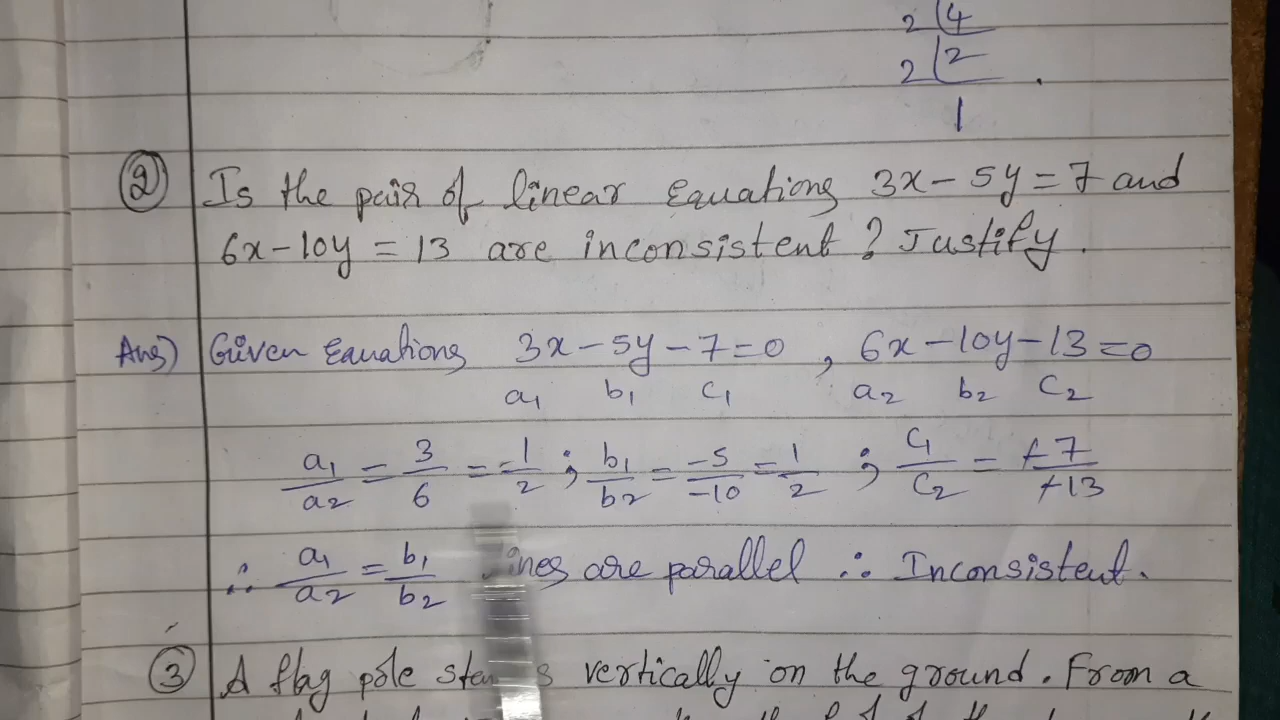 2 | 4
2 | 2 .
1
(2) Is the pair of linear Equations 3x - 5y = 7 and
6x - 10y = 13 are inconsistent ? Justify .
Ans) Given Equations 3x - 5y - 7 = 0 , 6x - 10y - 13 = 0
a1 b1 c1 a2 b2 c2
a1/a2 = 3/6 = 1/2 ; b1/b2 = -5/-10 = 1/2 ; c1/c2 = +7/+13
∴ a1/a2 = b1/b2 lines are parallel ∴ Inconsistent.
(3) A flag pole vertically on the ground. From a